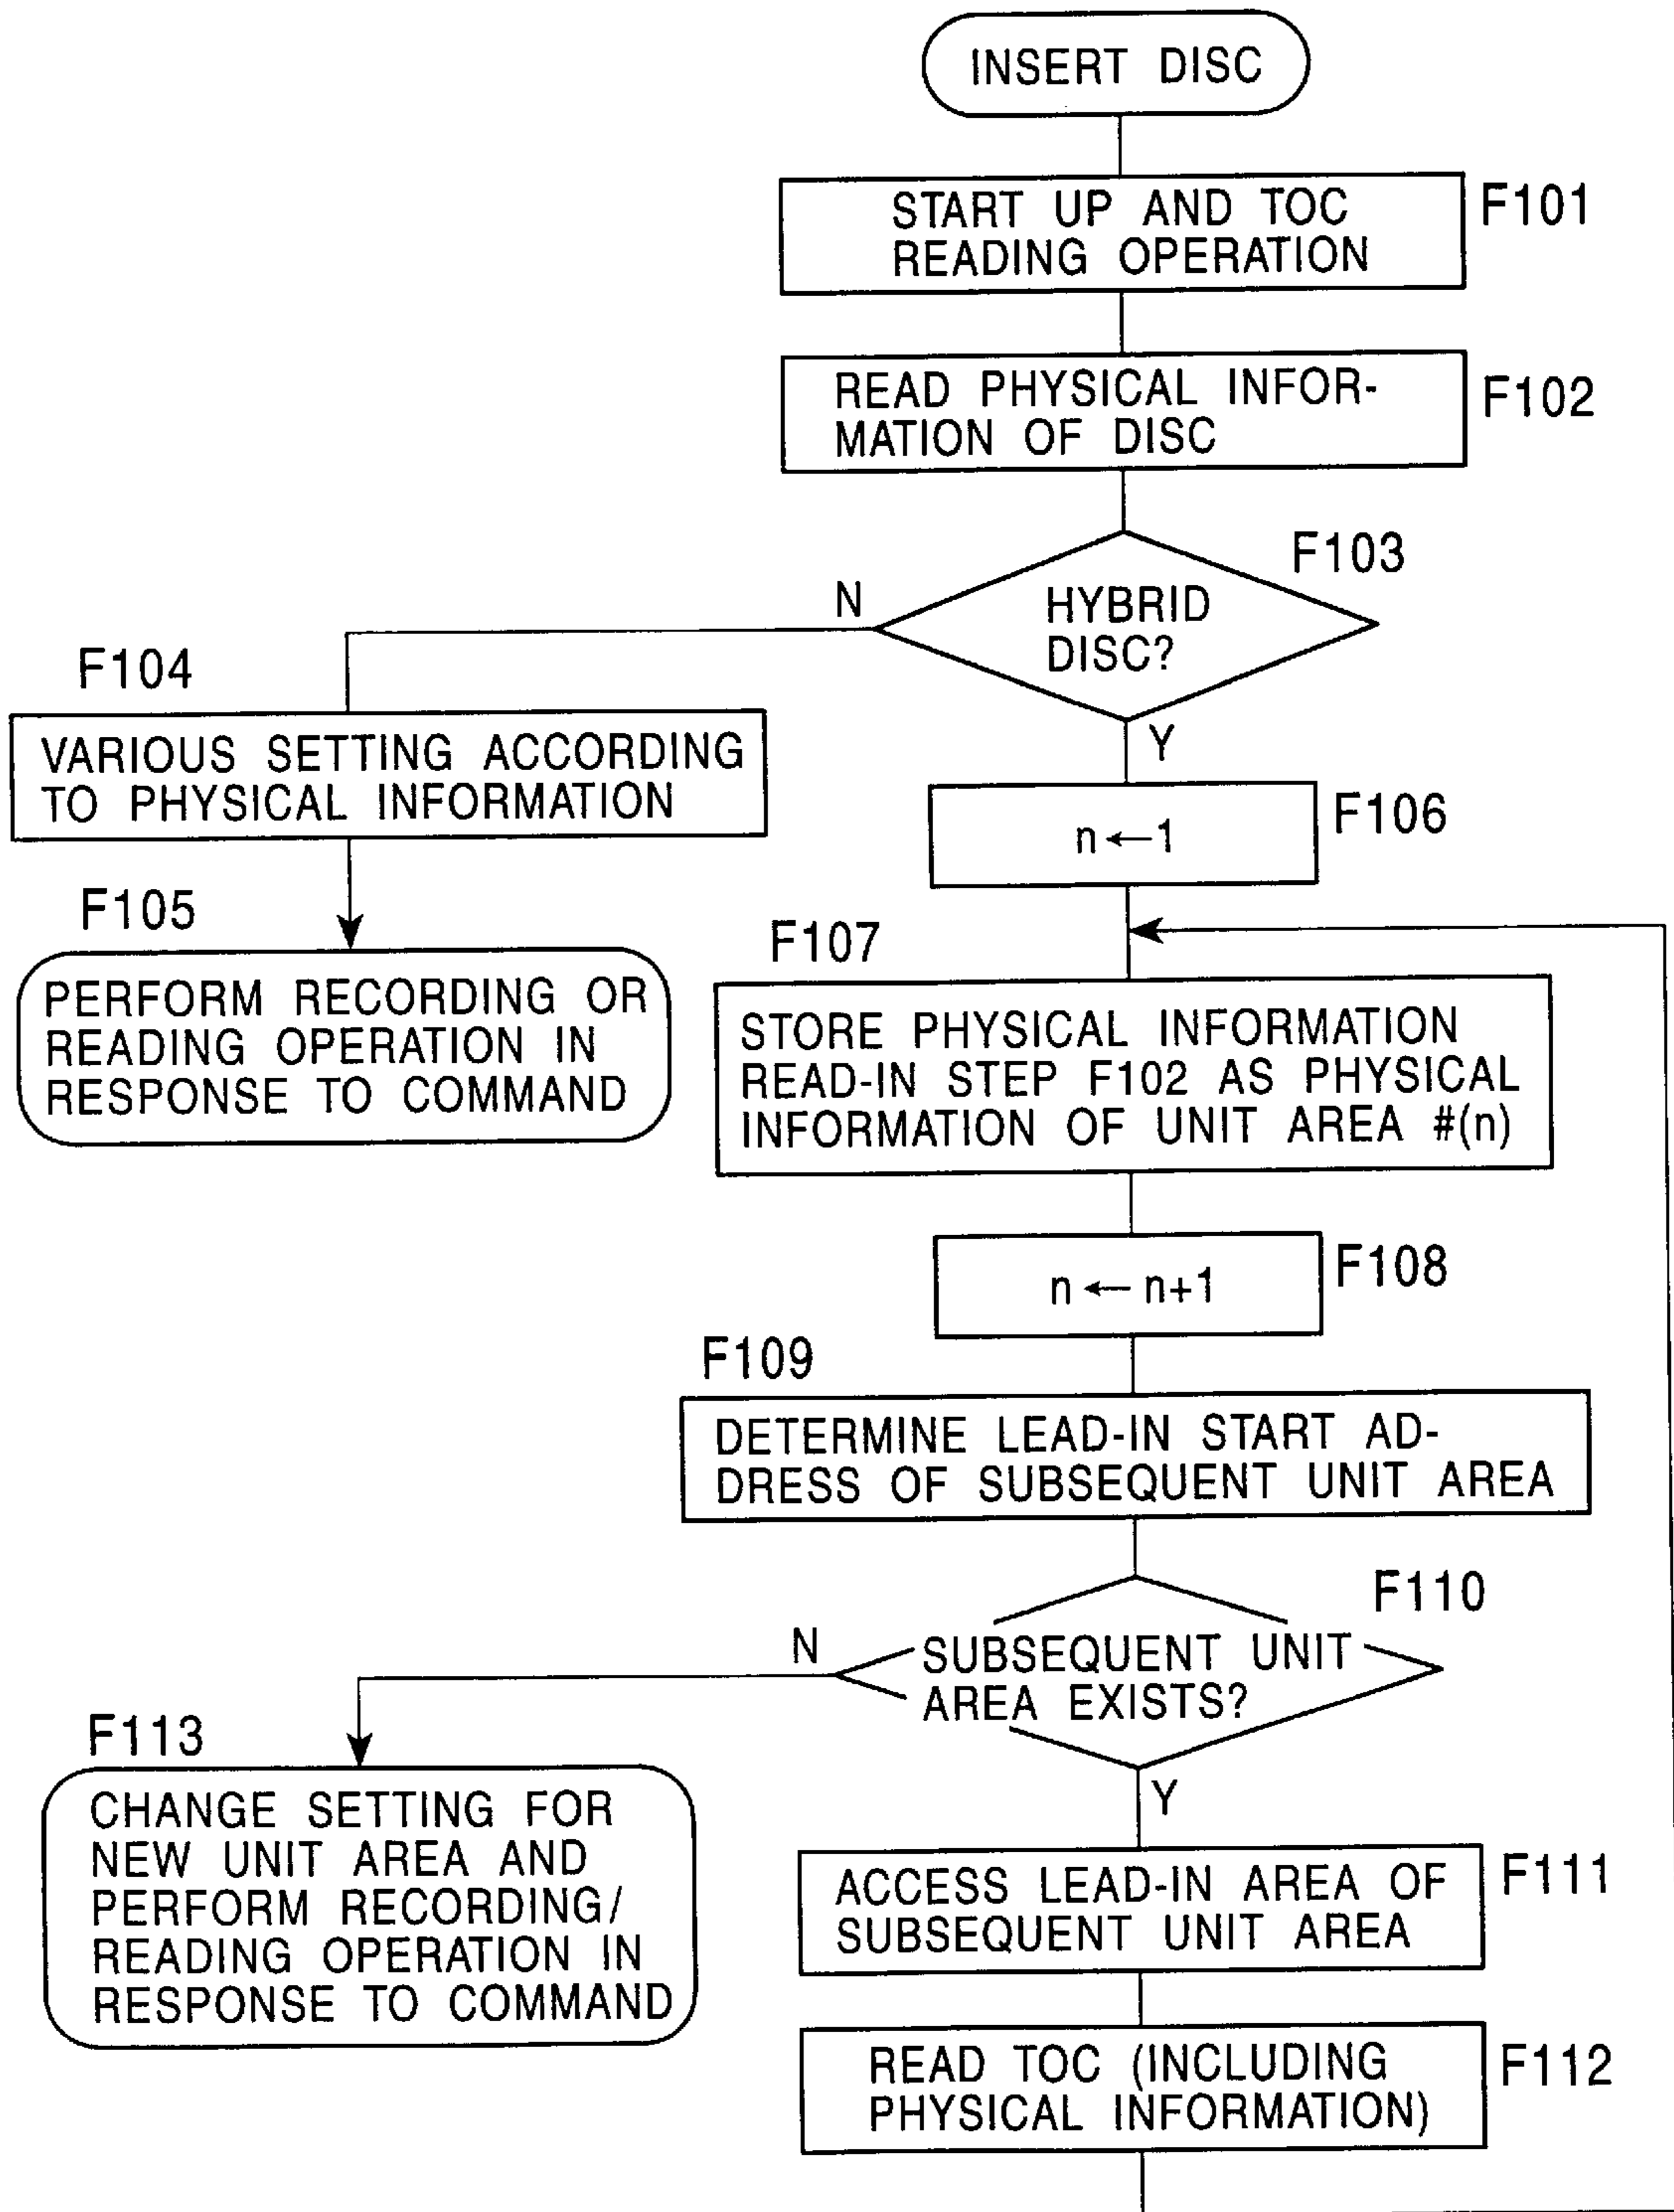 INSERT DISC
START UP AND TOC
READING OPERATION
F101
READ PHYSICAL INFOR-
MATION OF DISC
F102
F103
HYBRID
DISC?
N
Y
F104
VARIOUS SETTING ACCORDING
TO PHYSICAL INFORMATION
F105
PERFORM RECORDING OR
READING OPERATION IN
RESPONSE TO COMMAND
n←1
F106
F107
STORE PHYSICAL INFORMATION
READ-IN STEP F102 AS PHYSICAL
INFORMATION OF UNIT AREA #(n)
n← n+1
F108
F109
DETERMINE LEAD-IN START AD-
DRESS OF SUBSEQUENT UNIT AREA
F110
SUBSEQUENT UNIT
AREA EXISTS?
N
Y
F113
CHANGE SETTING FOR
NEW UNIT AREA AND
PERFORM RECORDING/
READING OPERATION IN
RESPONSE TO COMMAND
ACCESS LEAD-IN AREA OF
SUBSEQUENT UNIT AREA
F111
READ TOC (INCLUDING
PHYSICAL INFORMATION)
F112